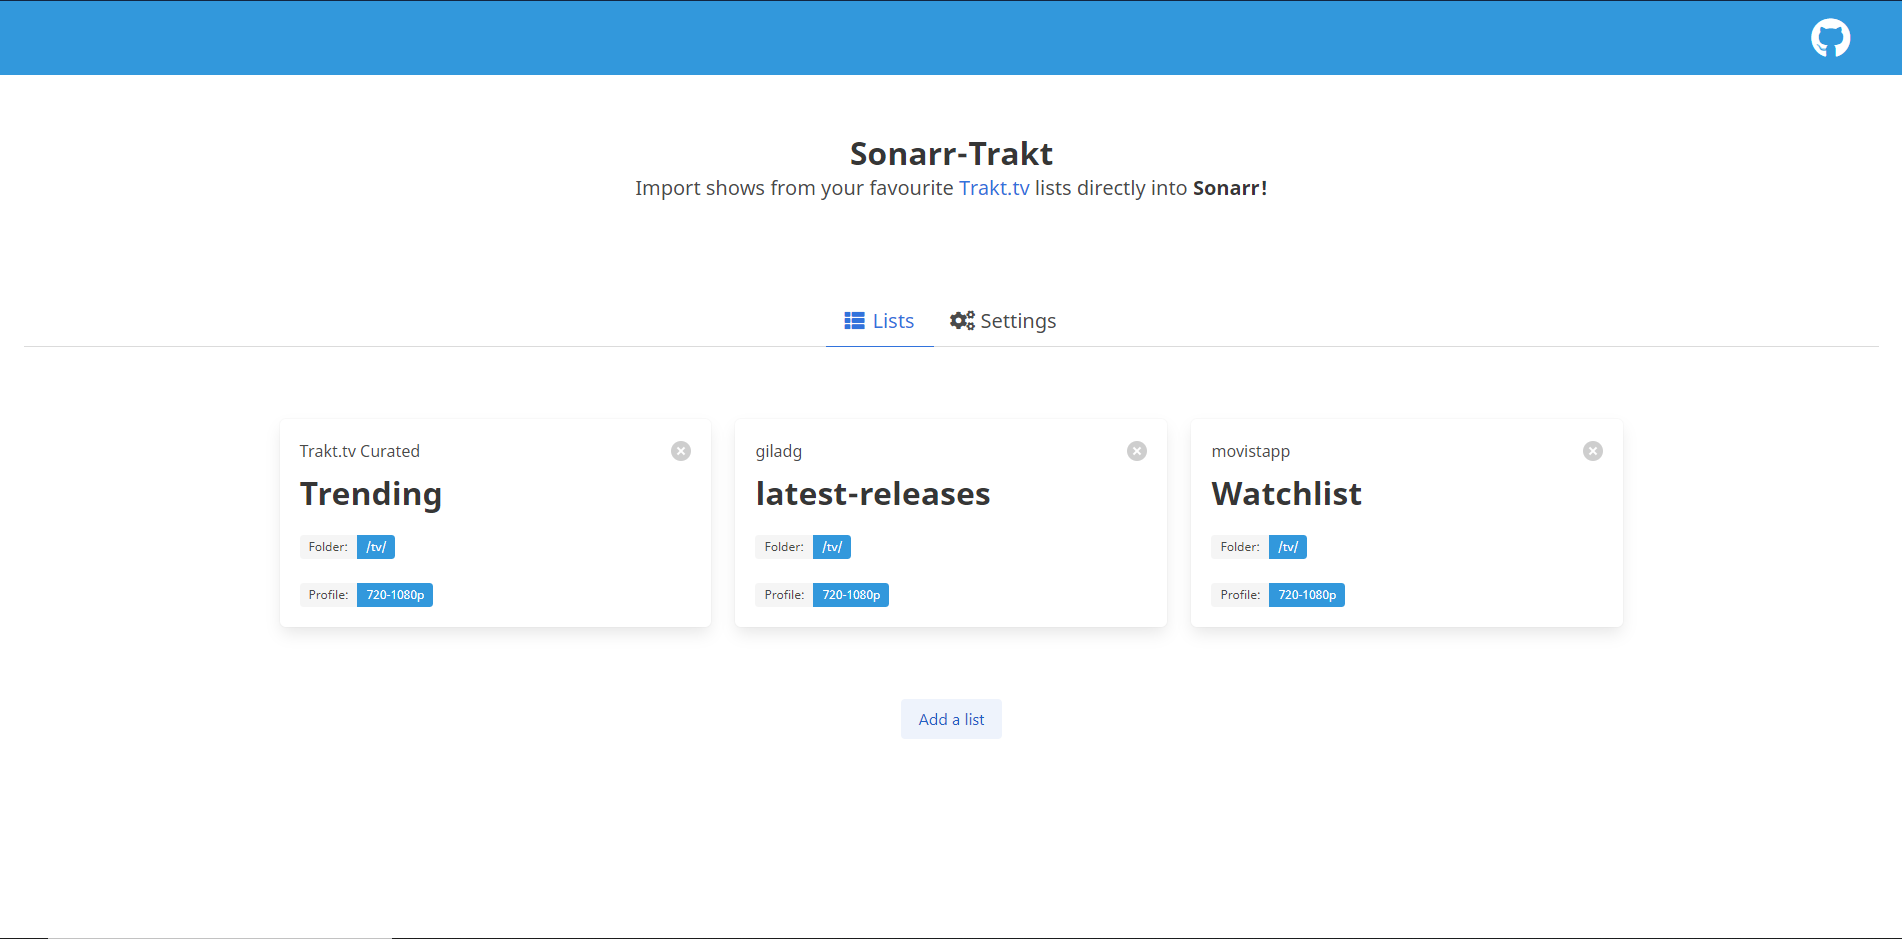 Sonarr-Trakt
Import shows from your favourite Trakt.tv lists directly into Sonarr!
Lists Settings
Trakt.tv Curated
Trending
Folder: /tv/
Profile: 720-1080p
giladg
latest-releases
Folder: /tv/
Profile: 720-1080p
movistapp
Watchlist
Folder: /tv/
Profile: 720-1080p
Add a list